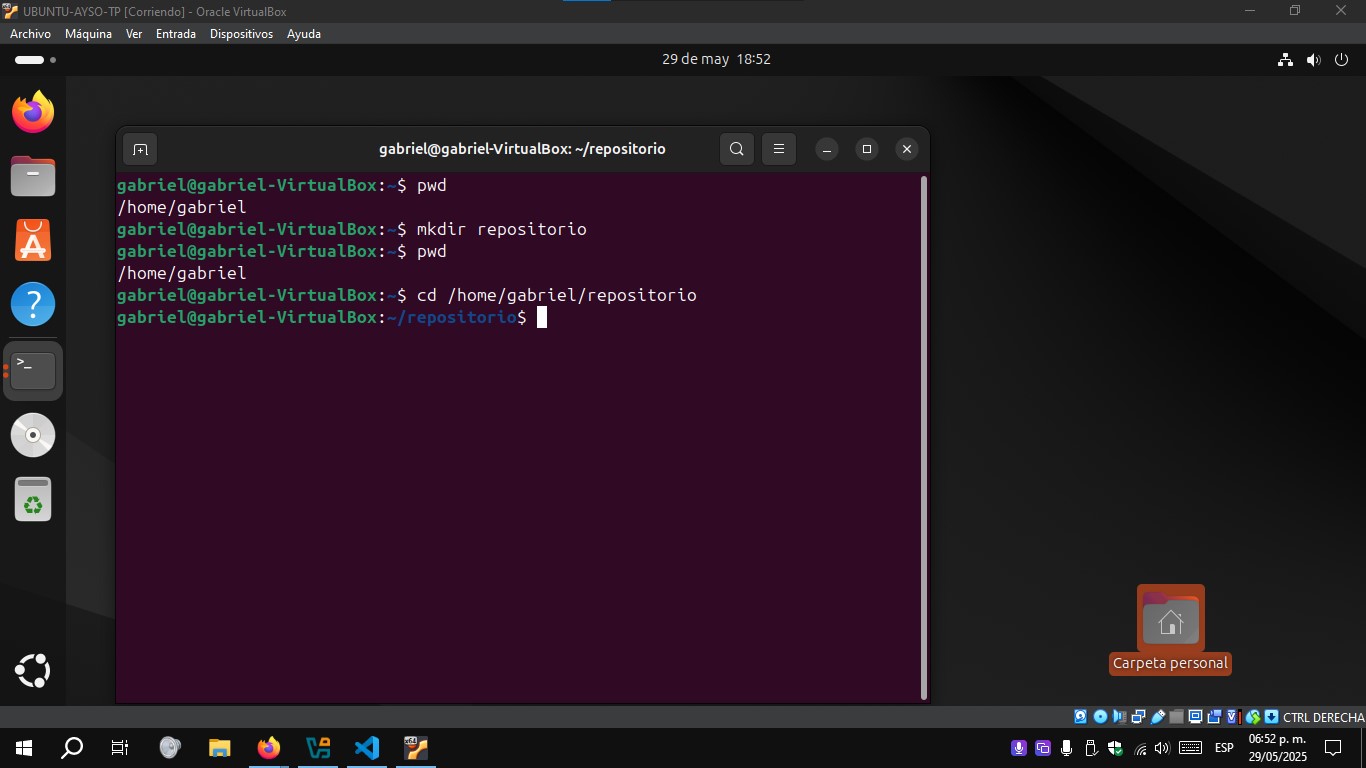 UBUNTU-AYSO-TP [Corriendo] - Oracle VirtualBox
Archivo Máquina Ver Entrada Dispositivos Ayuda
29 de may 18:52
gabriel@gabriel-VirtualBox: ~/repositorio
gabriel@gabriel-VirtualBox:~$ pwd
/home/gabriel
gabriel@gabriel-VirtualBox:~$ mkdir repositorio
gabriel@gabriel-VirtualBox:~$ pwd
/home/gabriel
gabriel@gabriel-VirtualBox:~$ cd /home/gabriel/repositorio
gabriel@gabriel-VirtualBox:~/repositorio$
Carpeta personal
CTRL DERECHA
ESP
06:52 p. m.
29/05/2025